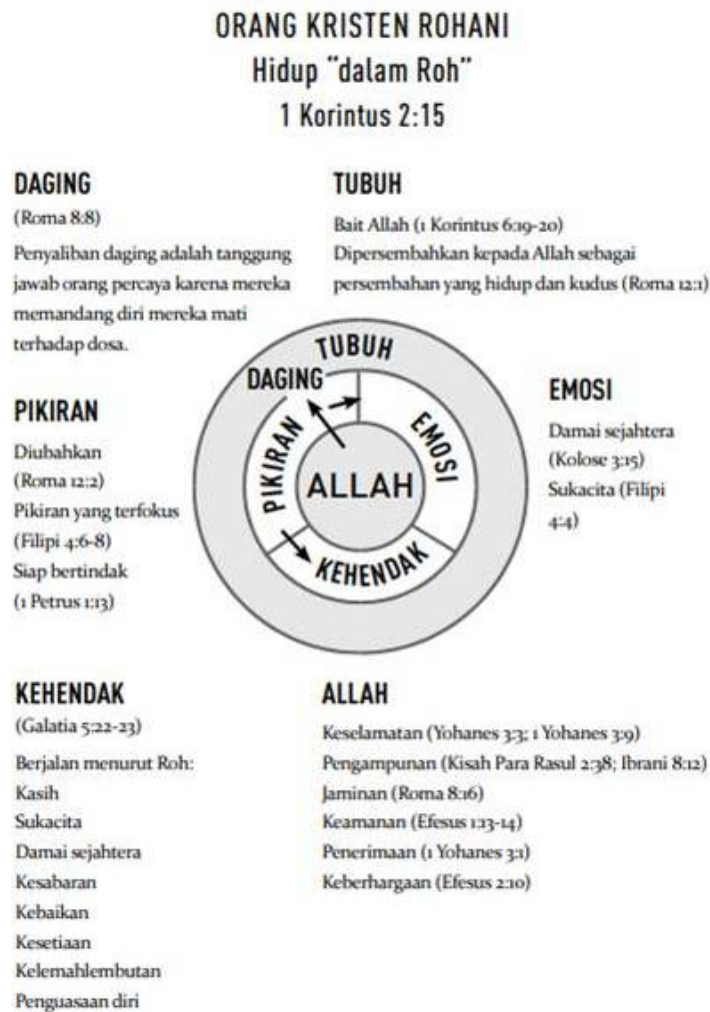 ORANG KRISTEN ROHANI
Hidup "dalam Roh"
1 Korintus 2:15
DAGING
(Roma 8:8)
Penyaliban daging adalah tanggung
jawab orang percaya karena mereka
memandang diri mereka mati
terhadap dosa.
TUBUH
Bait Allah (1 Korintus 6:19-20)
Dipersembahkan kepada Allah sebagai
persembahan yang hidup dan kudus (Roma 12:1)
TUBUH
DAGING
PIKIRAN
EMOSI
ALLAH
KEHENDAK
PIKIRAN
Diubahkan
(Roma 12:2)
Pikiran yang terfokus
(Filipi 4:6-8)
Siap bertindak
(1 Petrus 1:13)
EMOSI
Damai sejahtera
(Kolose 3:15)
Sukacita (Filipi
4:4)
KEHENDAK
(Galatia 5:22-23)
Berjalan menurut Roh:
Kasih
Sukacita
Damai sejahtera
Kesabaran
Kebaikan
Kesetiaan
Kelemahlembutan
Penguasaan diri
ALLAH
Keselamatan (Yohanes 3:3; 1 Yohanes 3:9)
Pengampunan (Kisah Para Rasul 2:38; Ibrani 8:12)
Jaminan (Roma 8:16)
Keamanan (Efesus 1:13-14)
Penerimaan (1 Yohanes 3:1)
Keberhargaan (Efesus 2:10)